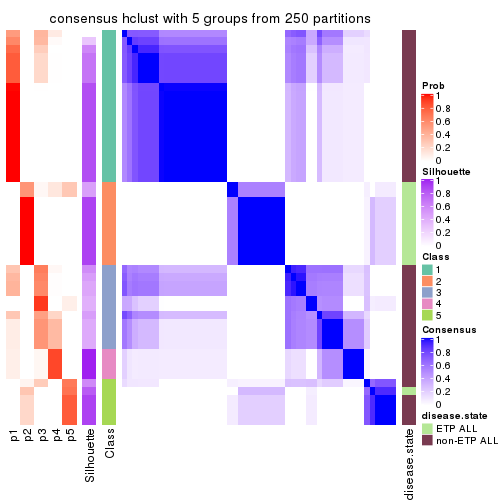 consensus hclust with 5 groups from 250 partitions
Prob
1
0.8
0.6
0.4
0.2
0
Silhouette
1
0.8
0.6
0.4
0.2
0
Class
1
2
3
4
5
Consensus
1
0.8
0.6
0.4
0.2
0
disease.state
ETP ALL
non-ETP ALL
p1
p2
p3
p4
p5
Silhouette
Class
disease.state